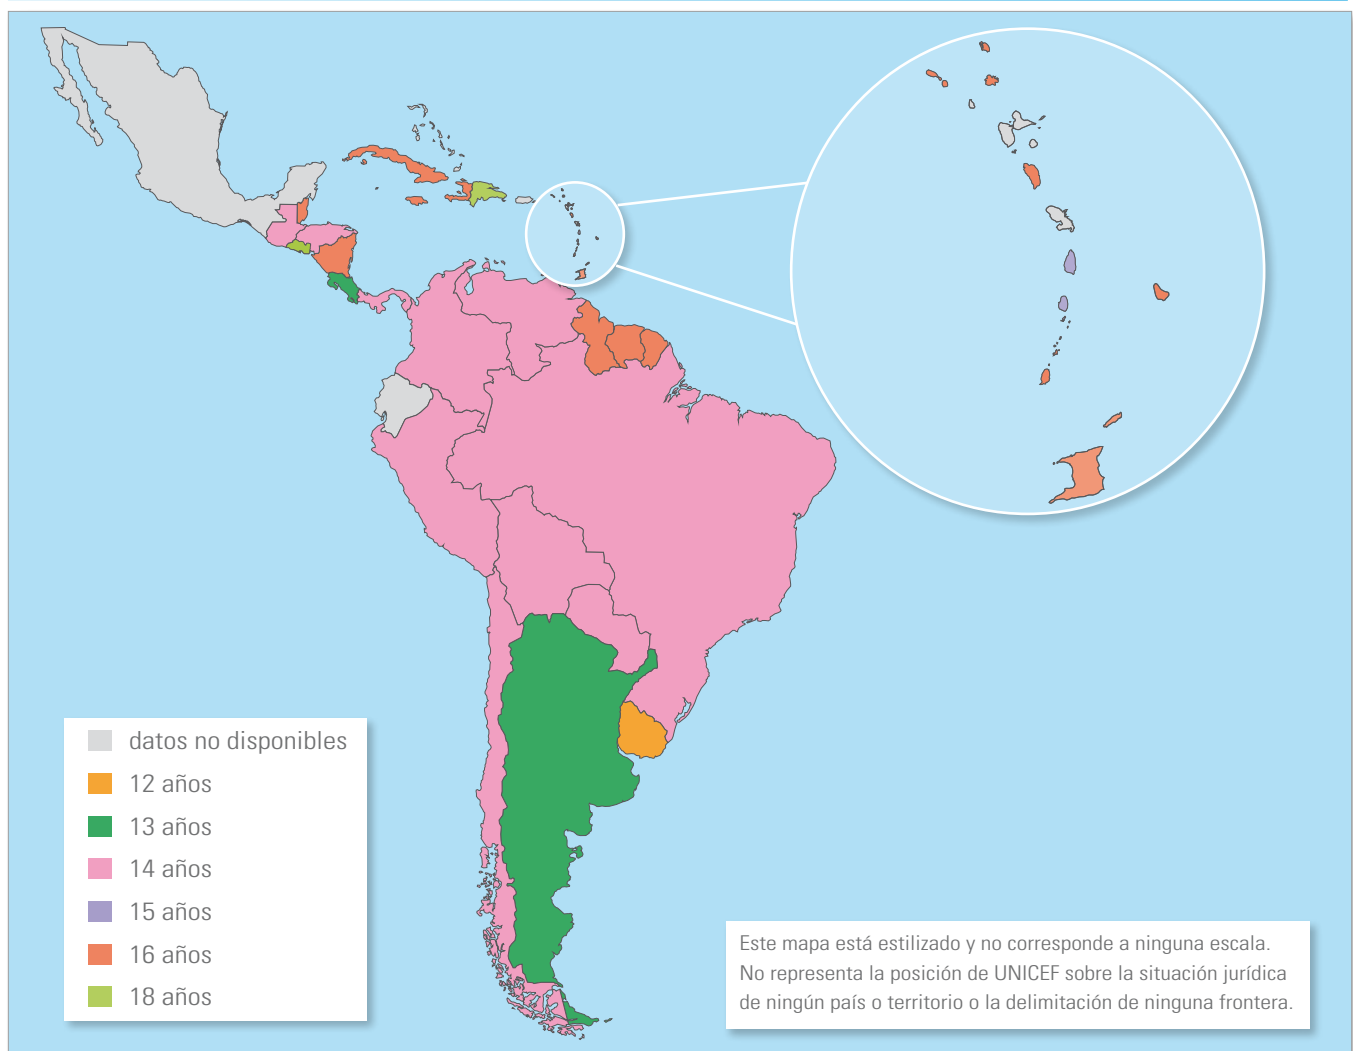 datos no disponibles
12 años
13 años
14 años
15 años
16 años
18 años
Este mapa está estilizado y no corresponde a ninguna escala.
No representa la posición de UNICEF sobre la situación jurídica
de ningún país o territorio o la delimitación de ninguna frontera.